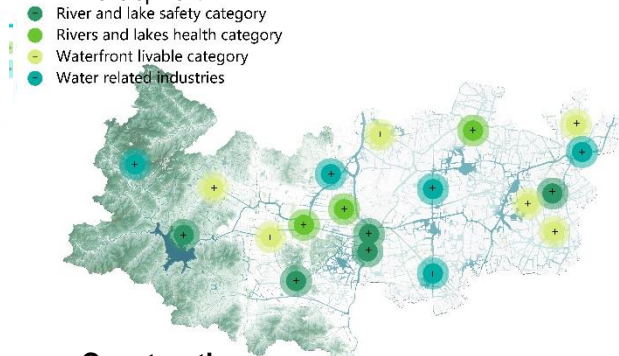 River and lake safety category
Rivers and lakes health category
Waterfront livable category
Water related industries